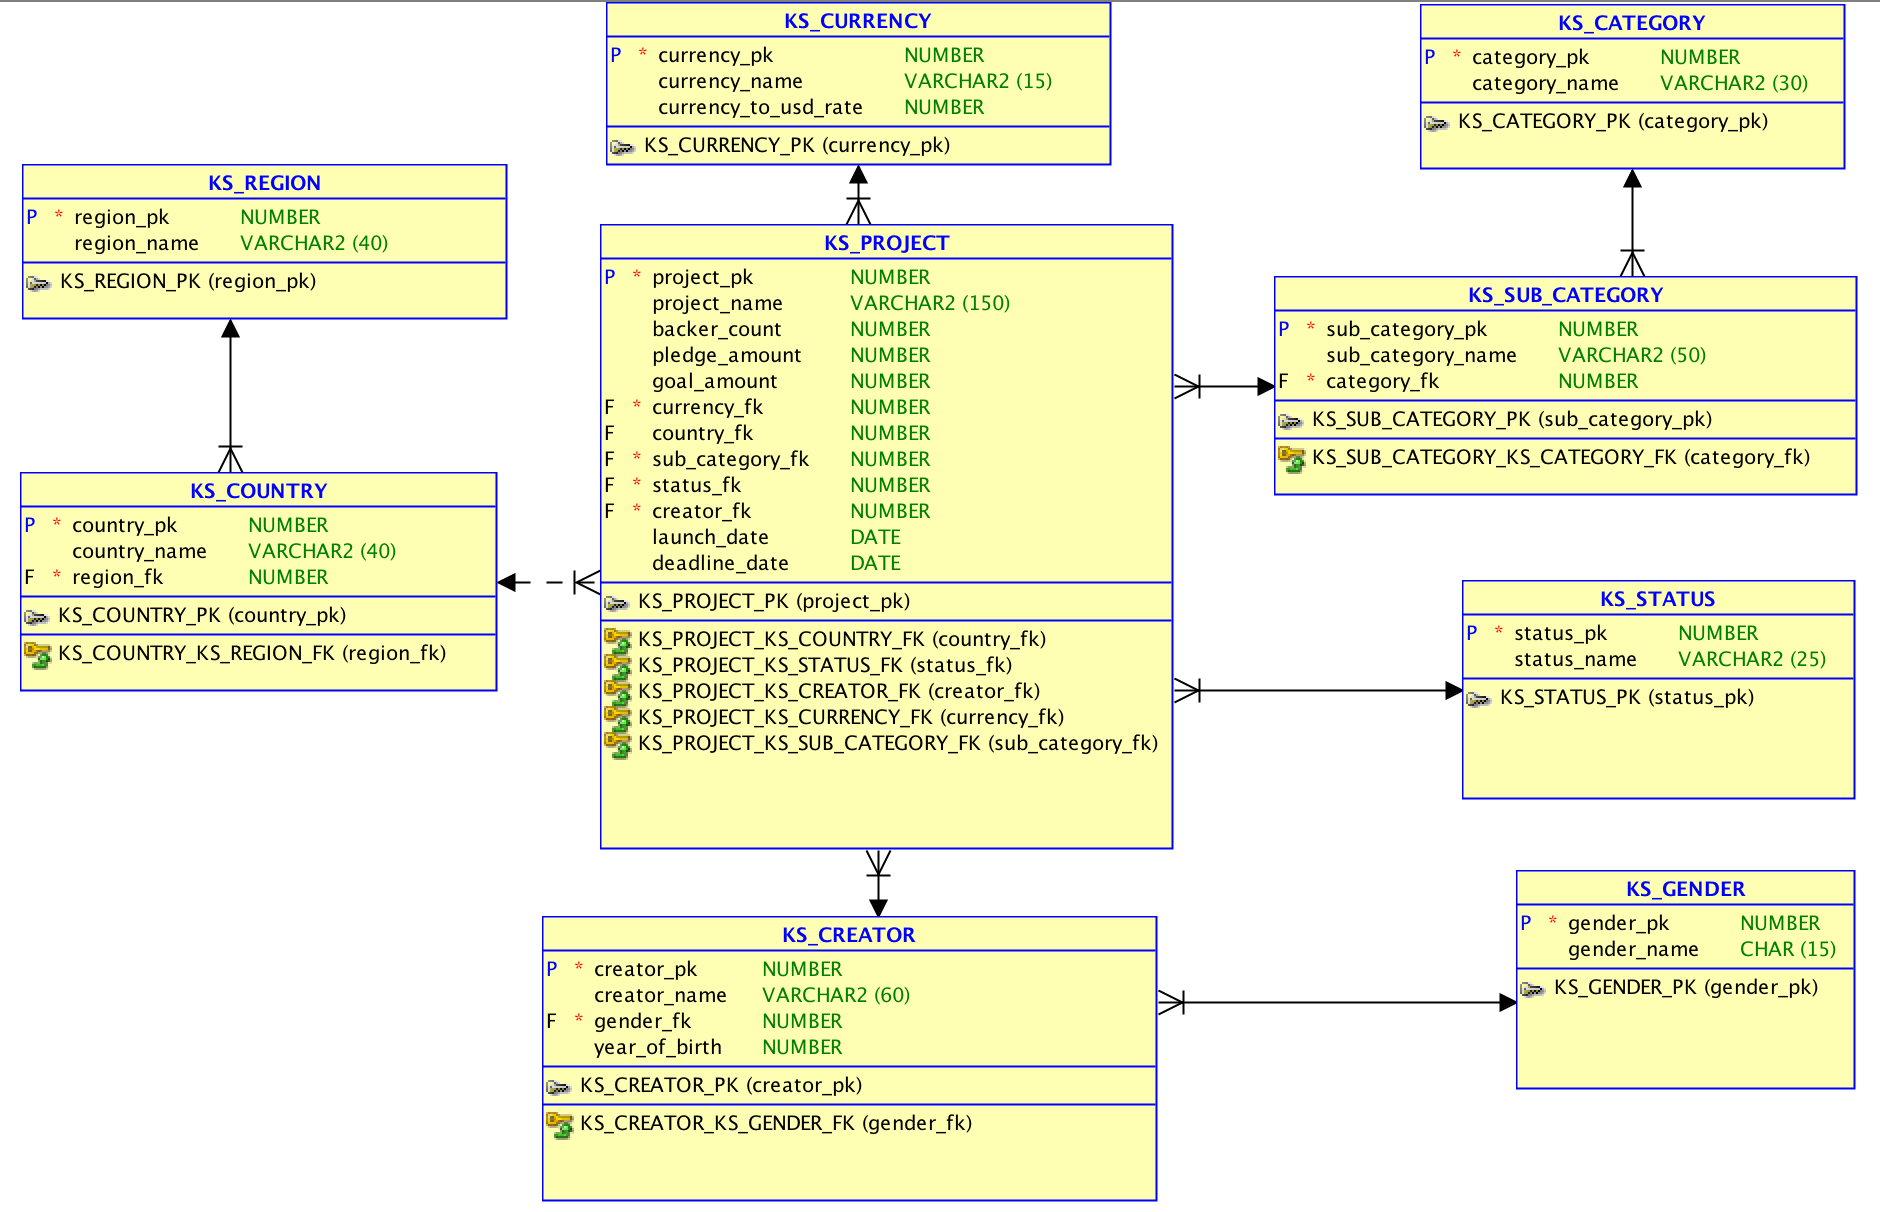 KS_CURRENCY
P * currency_pk NUMBER
currency_name VARCHAR2 (15)
currency_to_usd_rate NUMBER
KS_CURRENCY_PK (currency_pk)
KS_CATEGORY
P * category_pk NUMBER
category_name VARCHAR2 (30)
KS_CATEGORY_PK (category_pk)
KS_REGION
P * region_pk NUMBER
region_name VARCHAR2 (40)
KS_REGION_PK (region_pk)
KS_PROJECT
P * project_pk NUMBER
project_name VARCHAR2 (150)
backer_count NUMBER
pledge_amount NUMBER
goal_amount NUMBER
F * currency_fk NUMBER
F country_fk NUMBER
F * sub_category_fk NUMBER
F * status_fk NUMBER
F * creator_fk NUMBER
launch_date DATE
deadline_date DATE
KS_PROJECT_PK (project_pk)
KS_PROJECT_KS_COUNTRY_FK (country_fk)
KS_PROJECT_KS_STATUS_FK (status_fk)
KS_PROJECT_KS_CREATOR_FK (creator_fk)
KS_PROJECT_KS_CURRENCY_FK (currency_fk)
KS_PROJECT_KS_SUB_CATEGORY_FK (sub_category_fk)
KS_SUB_CATEGORY
P * sub_category_pk NUMBER
sub_category_name VARCHAR2 (50)
F * category_fk NUMBER
KS_SUB_CATEGORY_PK (sub_category_pk)
KS_SUB_CATEGORY_KS_CATEGORY_FK (category_fk)
KS_COUNTRY
P * country_pk NUMBER
country_name VARCHAR2 (40)
F * region_fk NUMBER
KS_COUNTRY_PK (country_pk)
KS_COUNTRY_KS_REGION_FK (region_fk)
KS_STATUS
P * status_pk NUMBER
status_name VARCHAR2 (25)
KS_STATUS_PK (status_pk)
KS_GENDER
P * gender_pk NUMBER
gender_name CHAR (15)
KS_GENDER_PK (gender_pk)
KS_CREATOR
P * creator_pk NUMBER
creator_name VARCHAR2 (60)
F * gender_fk NUMBER
year_of_birth NUMBER
KS_CREATOR_PK (creator_pk)
KS_CREATOR_KS_GENDER_FK (gender_fk)